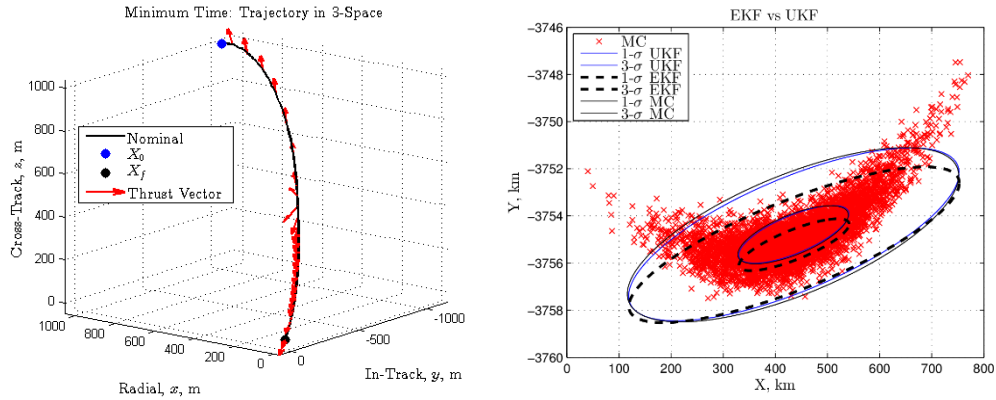 Minimum Time: Trajectory in 3-Space
1000
800
600
400
200
0
Cross-Track, z, m
Nominal
X₀
X_f
Thrust Vector
1000
800
600
400
200
0
Radial, x, m
0
-500
-1000
In-Track, y, m
EKF vs UKF
−3746
−3748
−3750
−3752
−3754
−3756
−3758
−3760
Y, km
MC
1-σ UKF
3-σ UKF
1-σ EKF
3-σ EKF
1-σ MC
3-σ MC
0
100
200
300
400
500
600
700
800
X, km